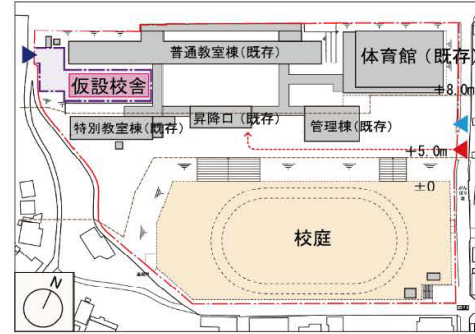 普通教室棟(既存)
体育館(既存)
仮設校舎
+8.0m
特別教室棟(既存)
昇降口(既存)
管理棟(既存)
+5.0m
±0
校庭
N